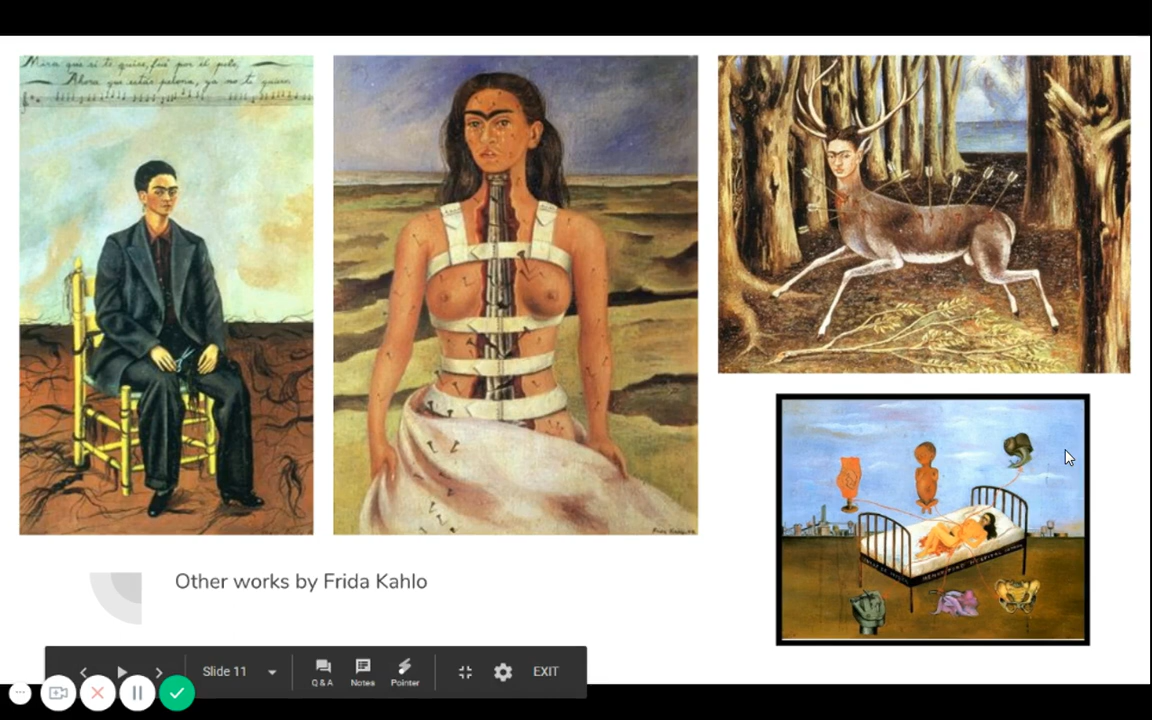 Mira que si te quise, fué por el pelo,
Ahora que estás pelona, ya no te quiero
Other works by Frida Kahlo
Slide 11
Q & A
Notes
Pointer
EXIT